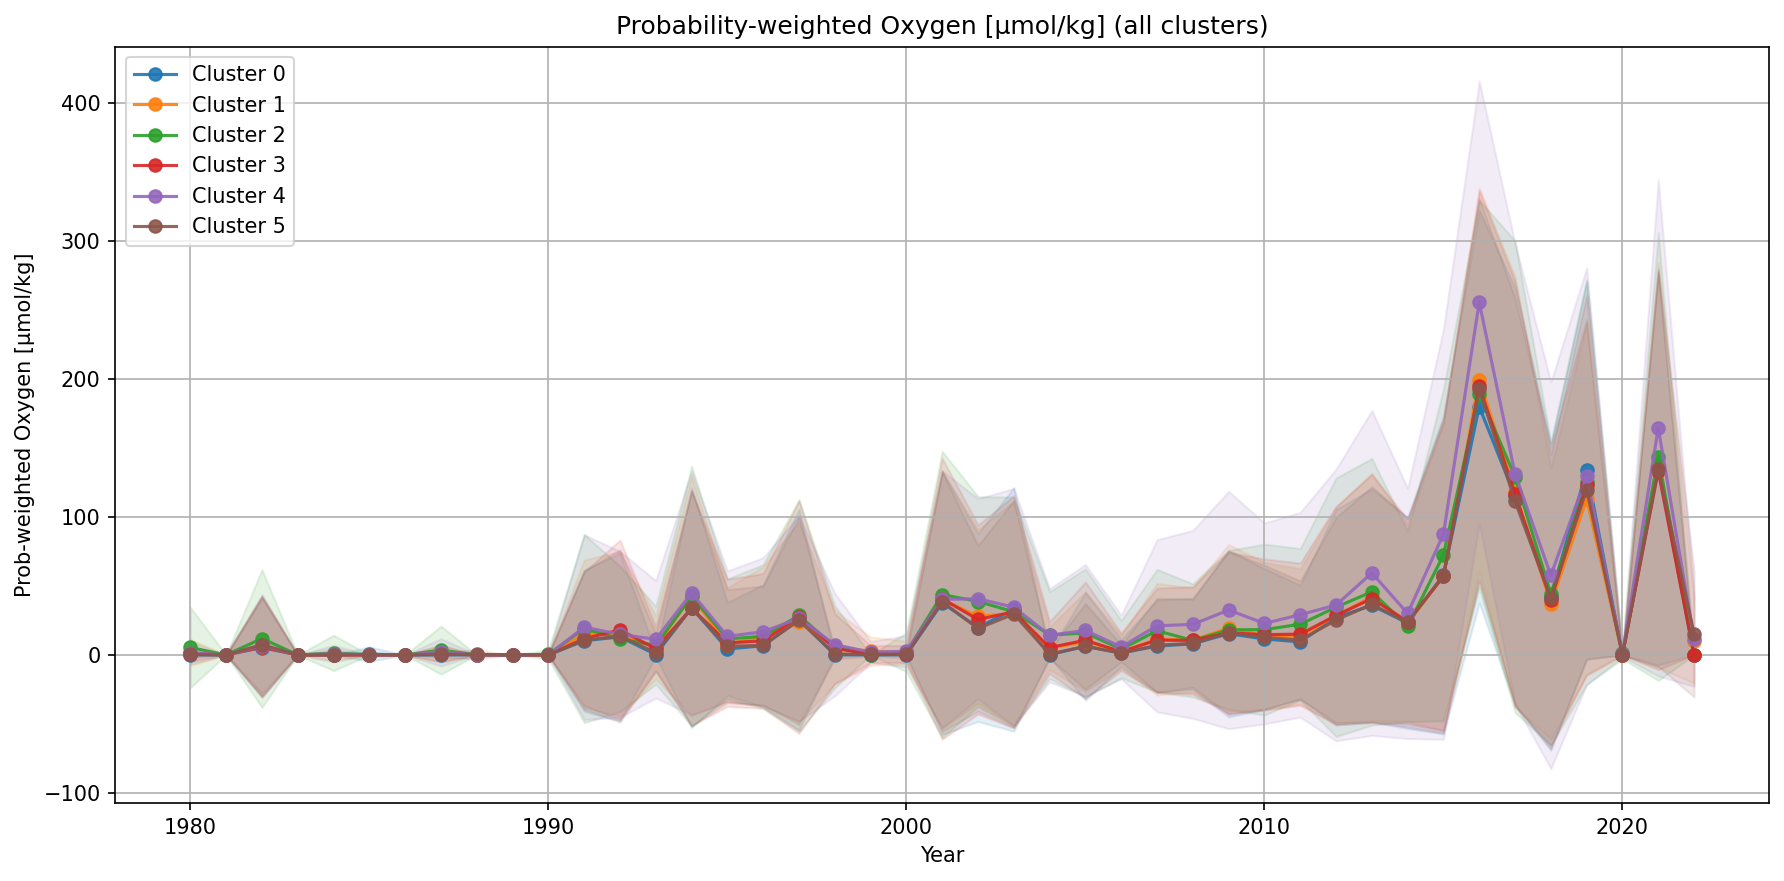 Probability-weighted Oxygen [µmol/kg] (all clusters)
Cluster 0
Cluster 1
Cluster 2
Cluster 3
Cluster 4
Cluster 5
Prob-weighted Oxygen [µmol/kg]
400
300
200
100
0
−100
1980
1990
2000
2010
2020
Year